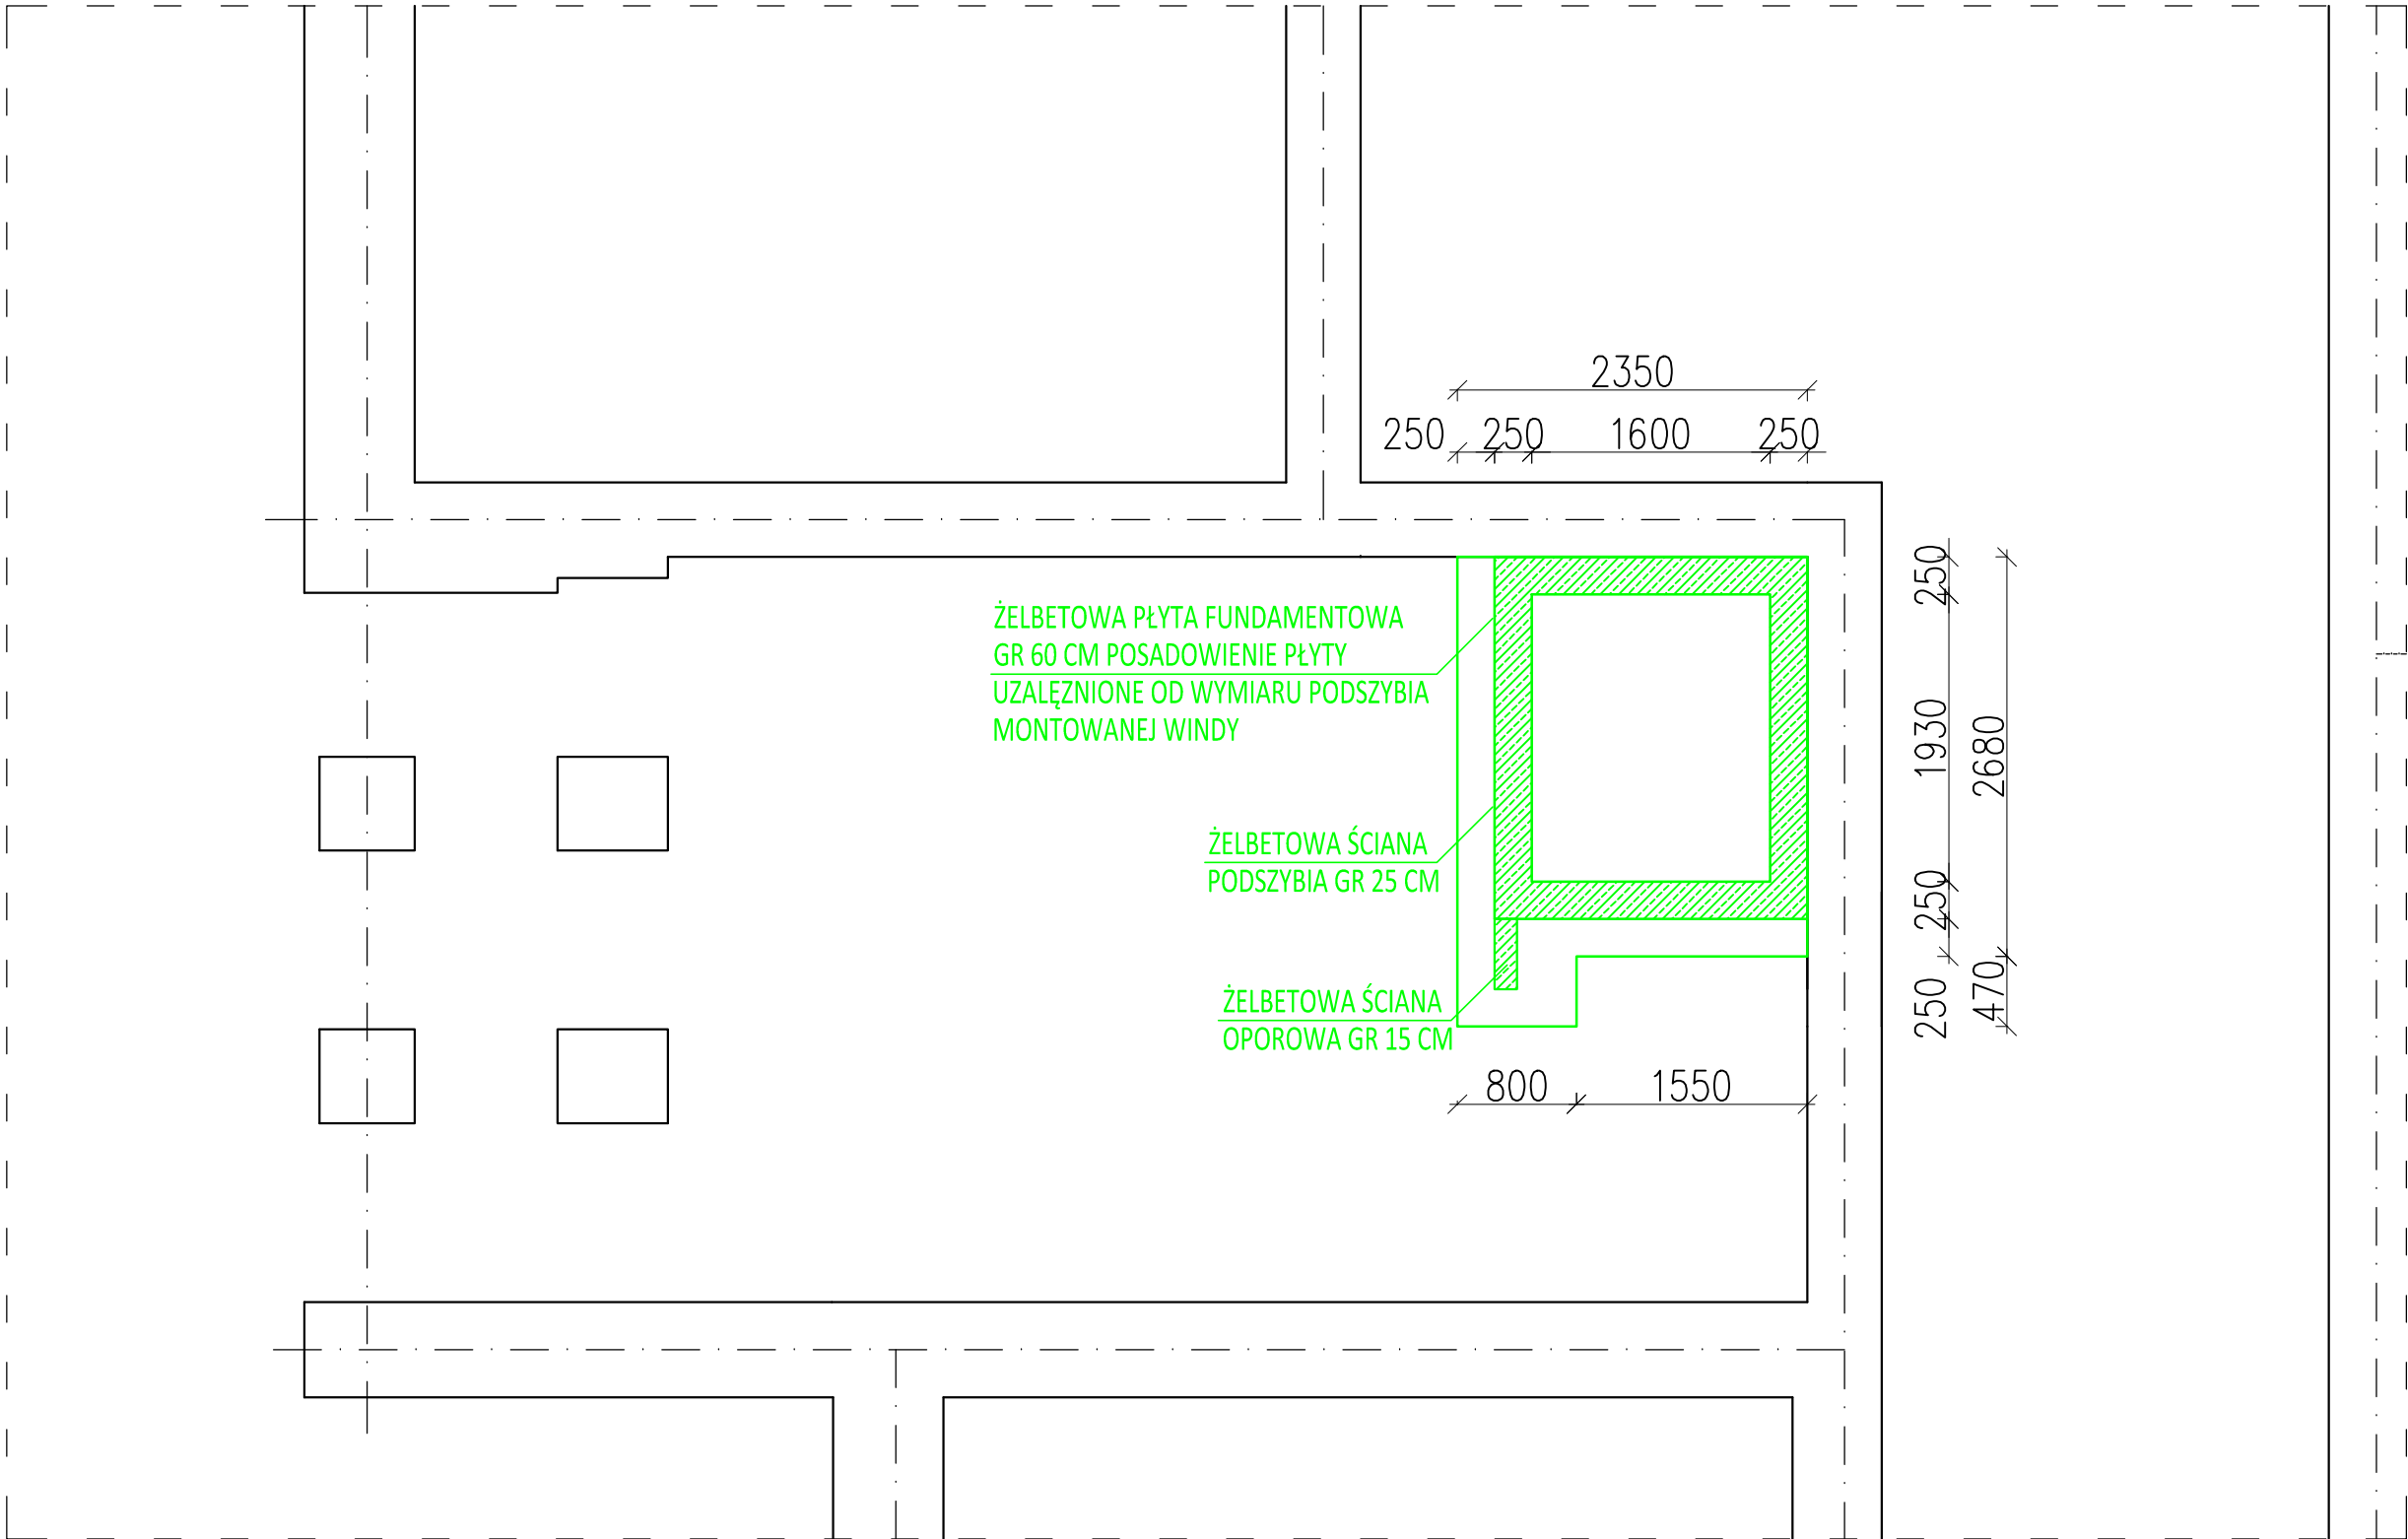 2350
250 250 1600 250
250
1930
2680
250
250
470
ŻELBETOWA PŁYTA FUNDAMENTOWA
GR 60 CM POSADOWIENIE PŁYTY
UZALĘZNIONE OD WYMIARU PODSZYBIA
MONTOWANEJ WINDY
ŻELBETOWA ŚCIANA
PODSZYBIA GR 25 CM
ŻELBETOWA ŚCIANA
OPOROWA GR 15 CM
800 1550